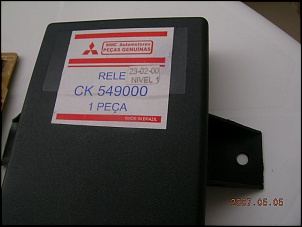 MMC Automotores
PEÇAS GENUÍNAS
RELE
23-02-00
NIVEL 5
CK 549000
1 PEÇA
MADE IN BRAZIL
2007.05.05